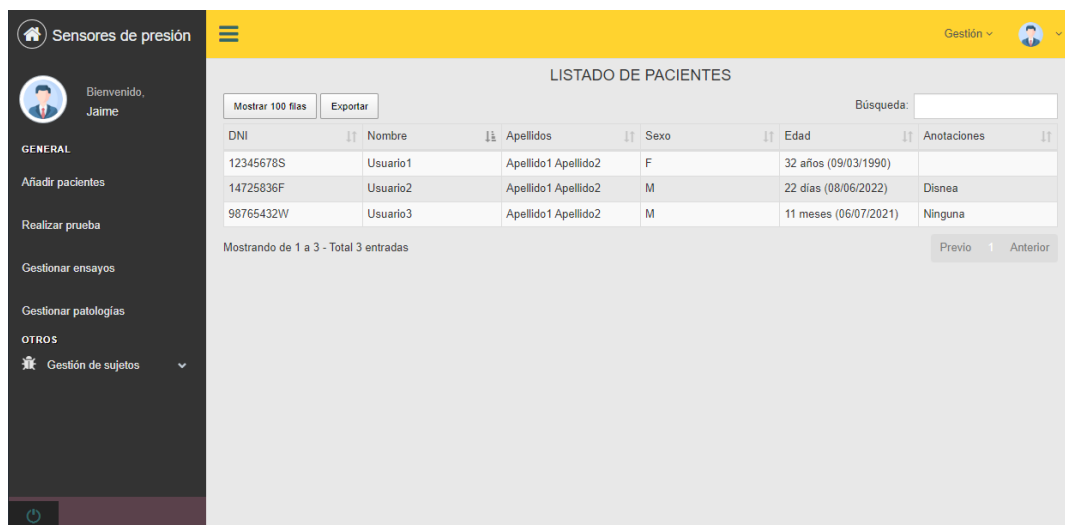 Sensores de presión
Gestión
Bienvenido,
Jaime
GENERAL
Añadir pacientes
Realizar prueba
Gestionar ensayos
Gestionar patologías
OTROS
Gestión de sujetos
LISTADO DE PACIENTES
Mostrar 100 filas Exportar Búsqueda:
DNI Nombre Apellidos Sexo Edad Anotaciones
12345678S Usuario1 Apellido1 Apellido2 F 32 años (09/03/1990)
14725836F Usuario2 Apellido1 Apellido2 M 22 días (08/06/2022) Disnea
98765432W Usuario3 Apellido1 Apellido2 M 11 meses (06/07/2021) Ninguna
Mostrando de 1 a 3 - Total 3 entradas Previo 1 Anterior